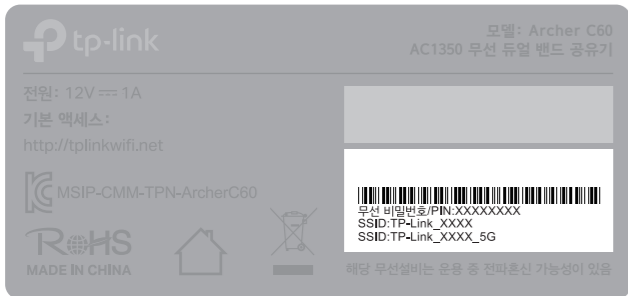 tp-link
모델: Archer C60
AC1350 무선 듀얼 밴드 공유기
전원: 12V ⎓ 1A
기본 액세스:
http://tplinkwifi.net
MSIP-CMM-TPN-ArcherC60
무선 비밀번호/PIN:XXXXXXXX
SSID:TP-Link_XXXX
SSID:TP-Link_XXXX_5G
RoHS
MADE IN CHINA
해당 무선설비는 운용 중 전파혼신 가능성이 있음